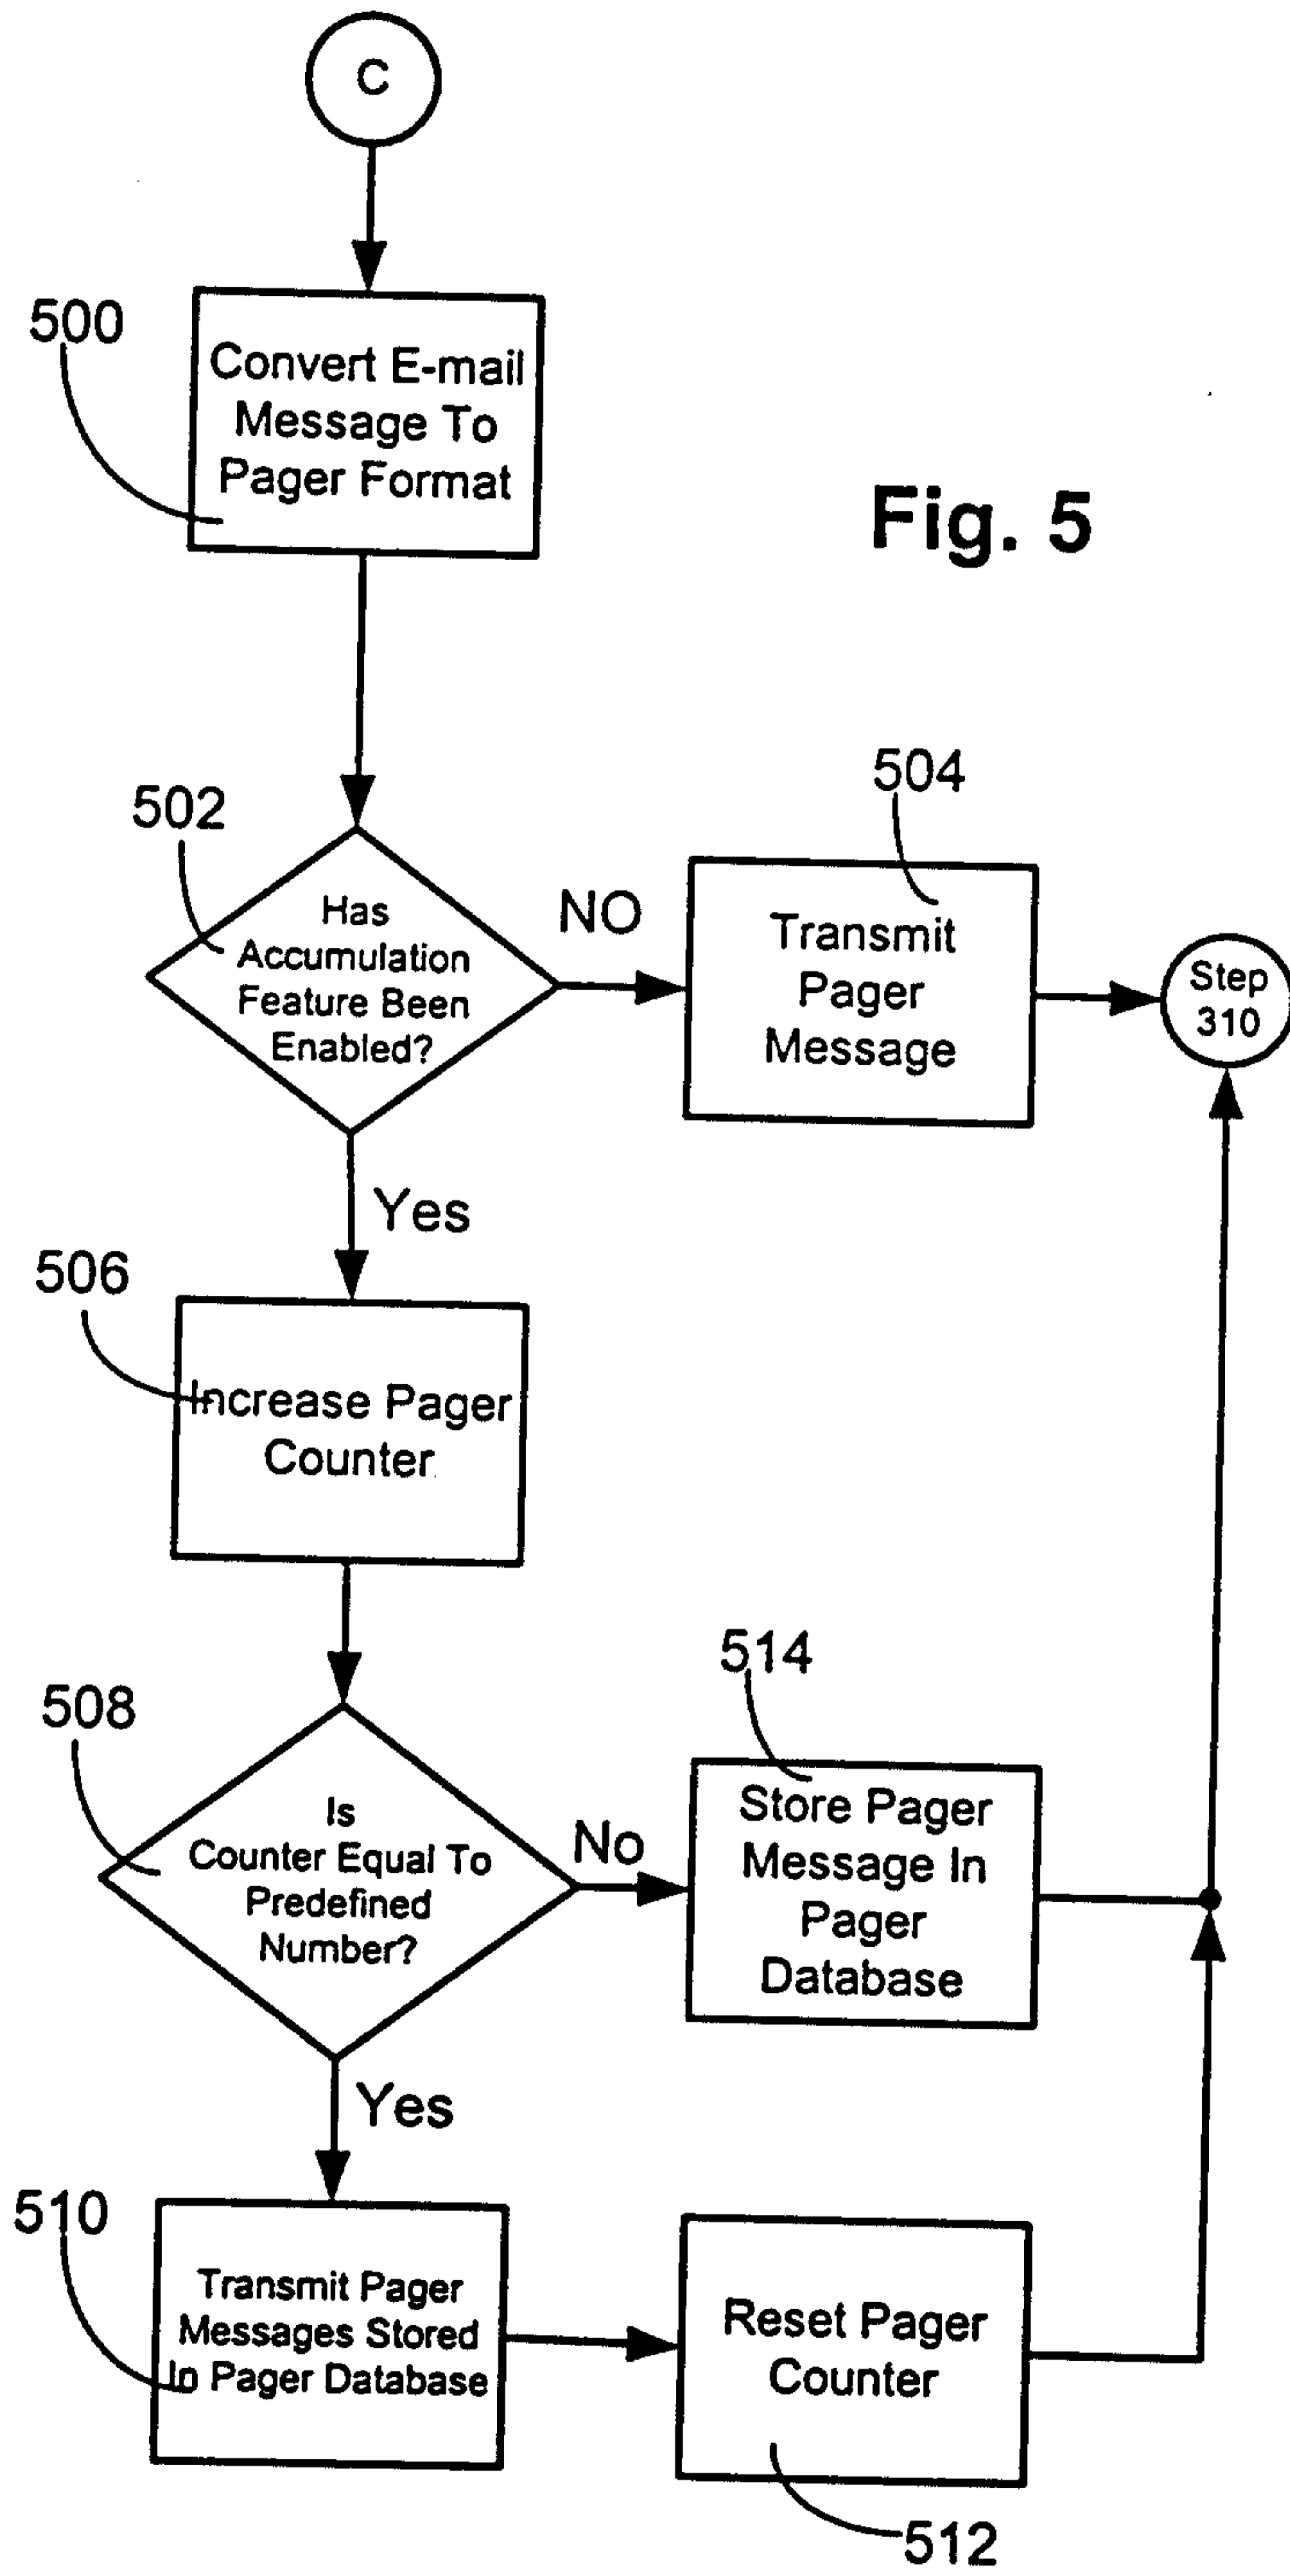 C
500
Convert E-mail
Message To
Pager Format
Fig. 5
502
Has
Accumulation
Feature Been
Enabled?
NO
504
Transmit
Pager
Message
Step
310
Yes
506
Increase Pager
Counter
508
Is
Counter Equal To
Predefined
Number?
No
514
Store Pager
Message In
Pager
Database
Yes
510
Transmit Pager
Messages Stored
In Pager Database
Reset Pager
Counter
512